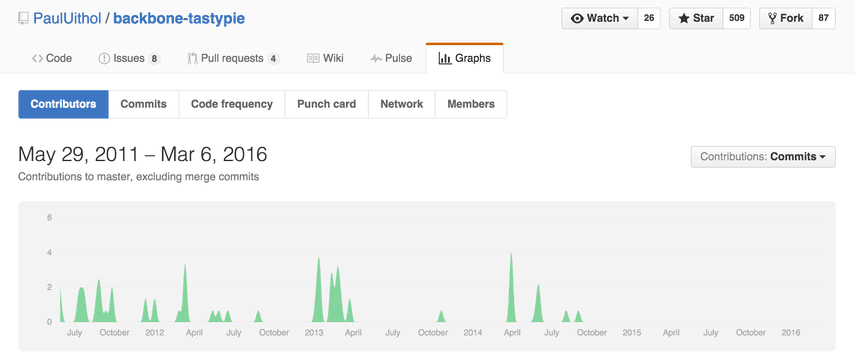 PaulUithol / backbone-tastypie
Watch 26 Star 509 Fork 87
Code Issues 8 Pull requests 4 Wiki Pulse Graphs
Contributors Commits Code frequency Punch card Network Members
May 29, 2011 – Mar 6, 2016
Contributions: Commits
Contributions to master, excluding merge commits
6
4
2
0
July October 2012 April July October 2013 April July October 2014 April July October 2015 April July October 2016